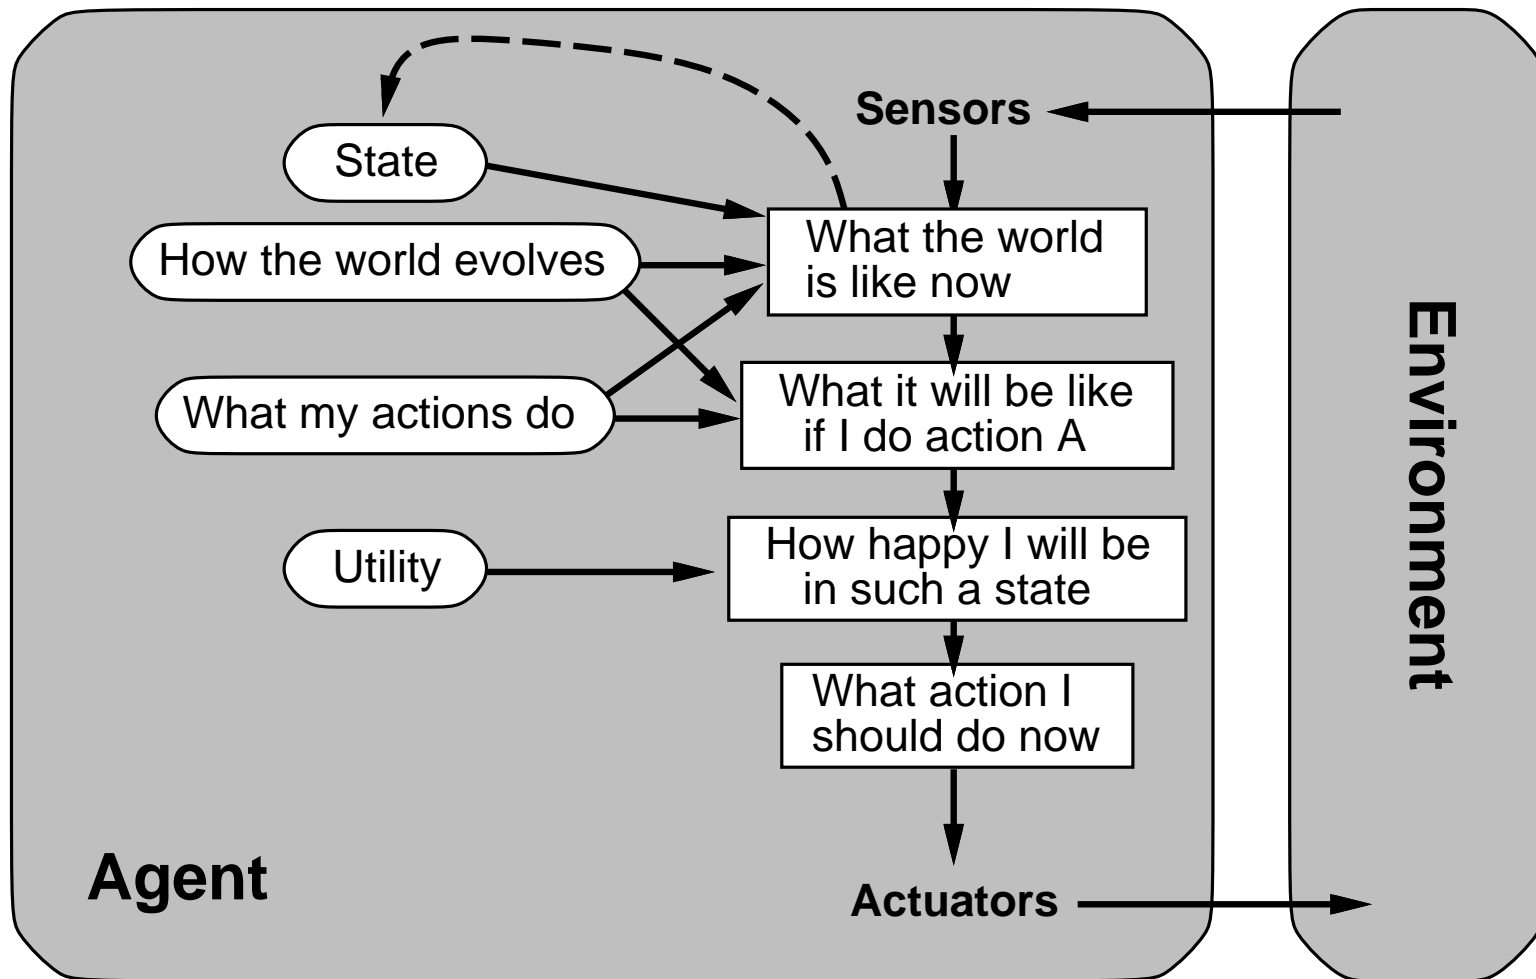 Sensors
State
What the world
is like now
How the world evolves
What my actions do
What it will be like
if I do action A
Utility
How happy I will be
in such a state
What action I
should do now
Agent
Actuators
Environment